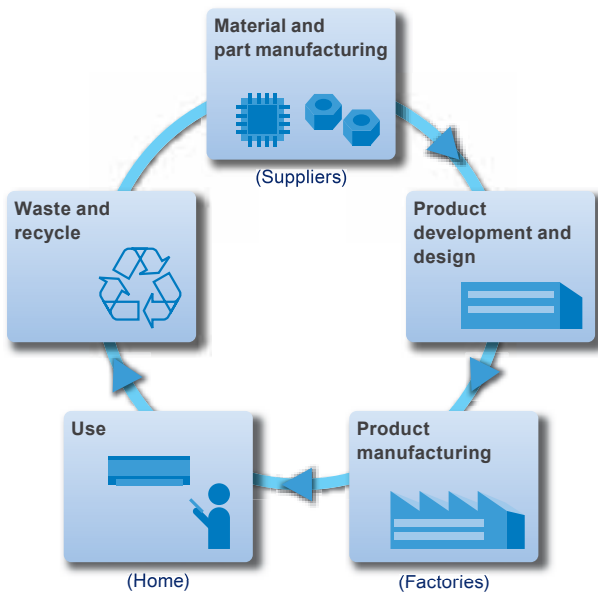 Material and
part manufacturing
(Suppliers)
Product
development and
design
Product
manufacturing
(Factories)
Use
(Home)
Waste and
recycle